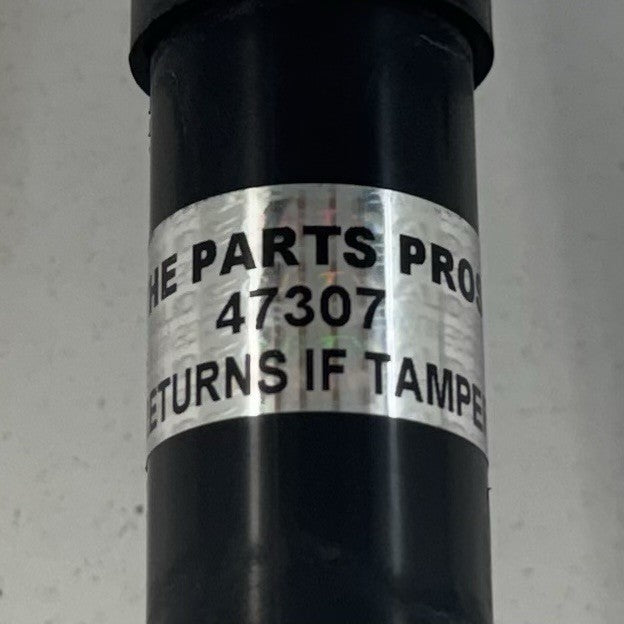 HE PARTS PROS
47307
ETURNS IF TAMPE